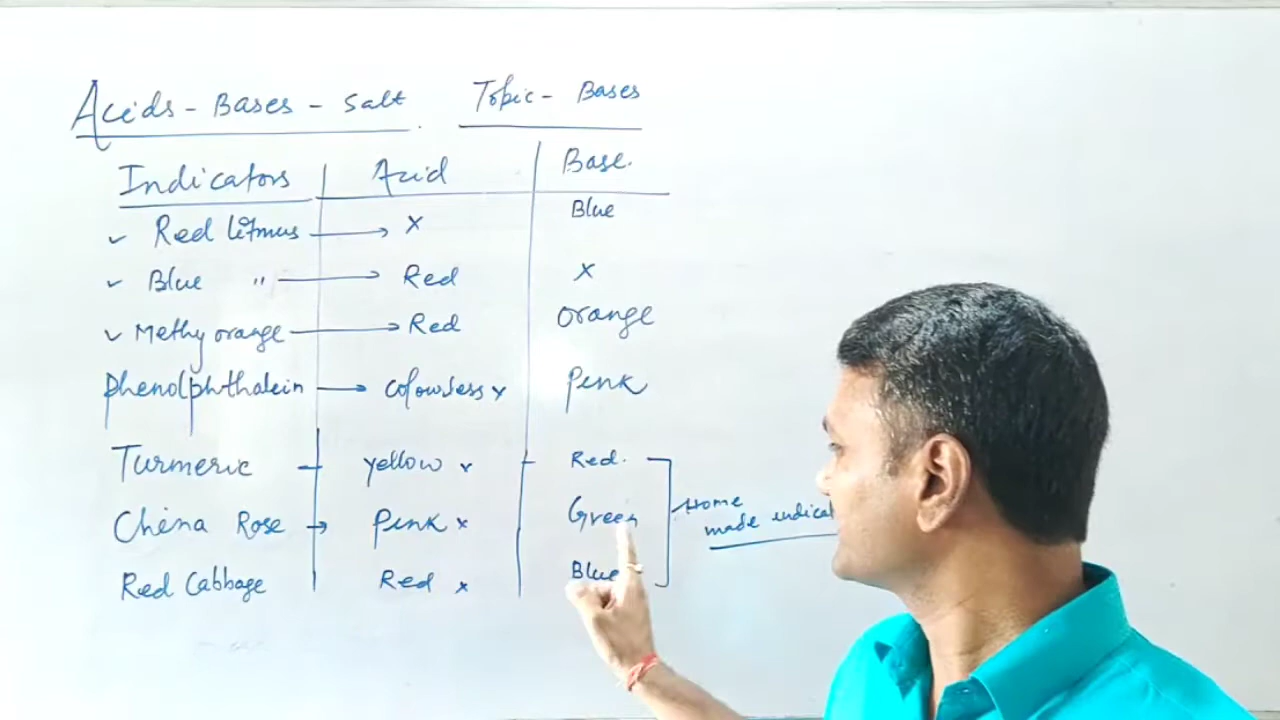 Acids - Bases - Salt Topic - Bases
Indicators Acid Base.
✓ Red litmus → x Blue
✓ Blue " → Red x
✓ Methy orange → Red Orange
Phenolphthalein → colourless x Pink
Turmeric - yellow x - Red.
China Rose → Pink x Green
Red Cabbage Red x Blue
Home
made indicat